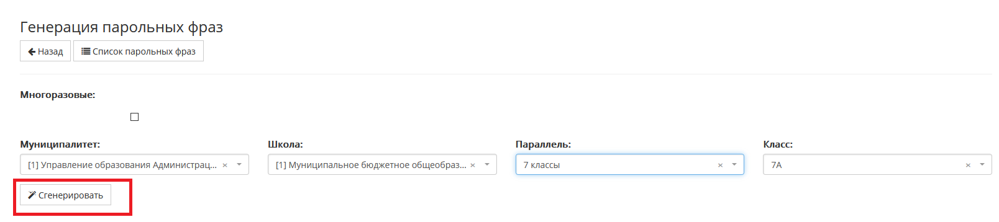 Генерация парольных фраз
Назад Список парольных фраз
Многоразовые:
Муниципалитет: Школа: Параллель: Класс:
[1] Управление образования Администрац... × [1] Муниципальное бюджетное общеобраз... × 7 классы × 7А ×
Сгенерировать